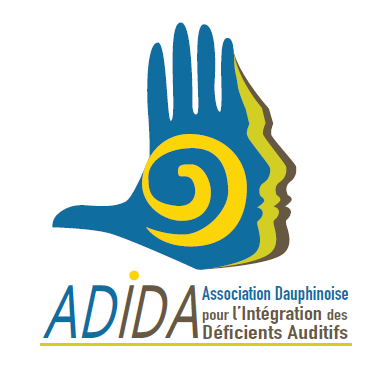 ADiDA
Association Dauphinoise
pour l'Intégration des
Déficients Auditifs